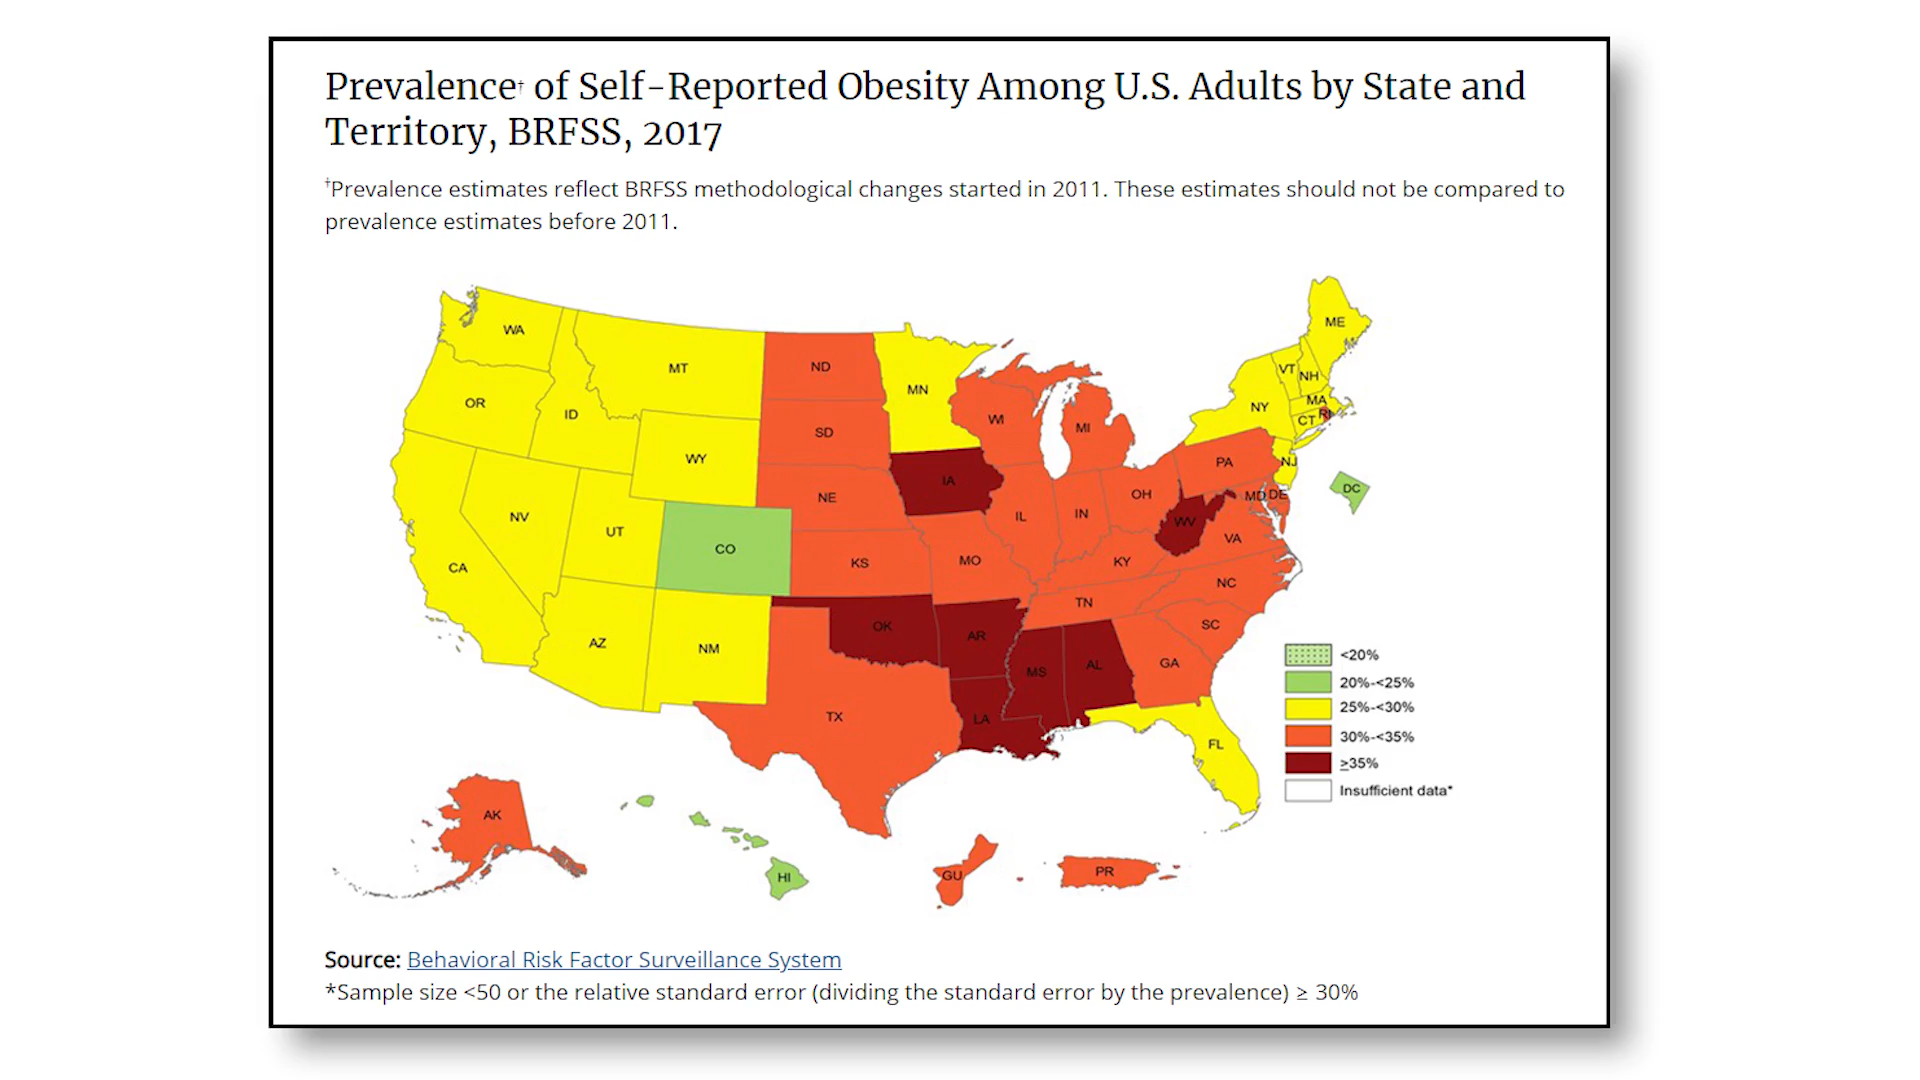 Prevalence† of Self-Reported Obesity Among U.S. Adults by State and
Territory, BRFSS, 2017
†Prevalence estimates reflect BRFSS methodological changes started in 2011. These estimates should not be compared to
prevalence estimates before 2011.
WA
MT
ND
MN
ME
VT
NH
OR
ID
SD
WI
MI
NY
MA
RI
CT
WY
NE
IA
PA
NJ
DC
NV
UT
CO
IL
IN
OH
MD
DE
WV
VA
CA
KS
MO
KY
NC
TN
AZ
NM
OK
AR
SC
MS
AL
GA
TX
LA
FL
<20%
20%-<25%
25%-<30%
30%-<35%
≥35%
Insufficient data*
AK
HI
GU
PR
Source: Behavioral Risk Factor Surveillance System
*Sample size <50 or the relative standard error (dividing the standard error by the prevalence) ≥ 30%